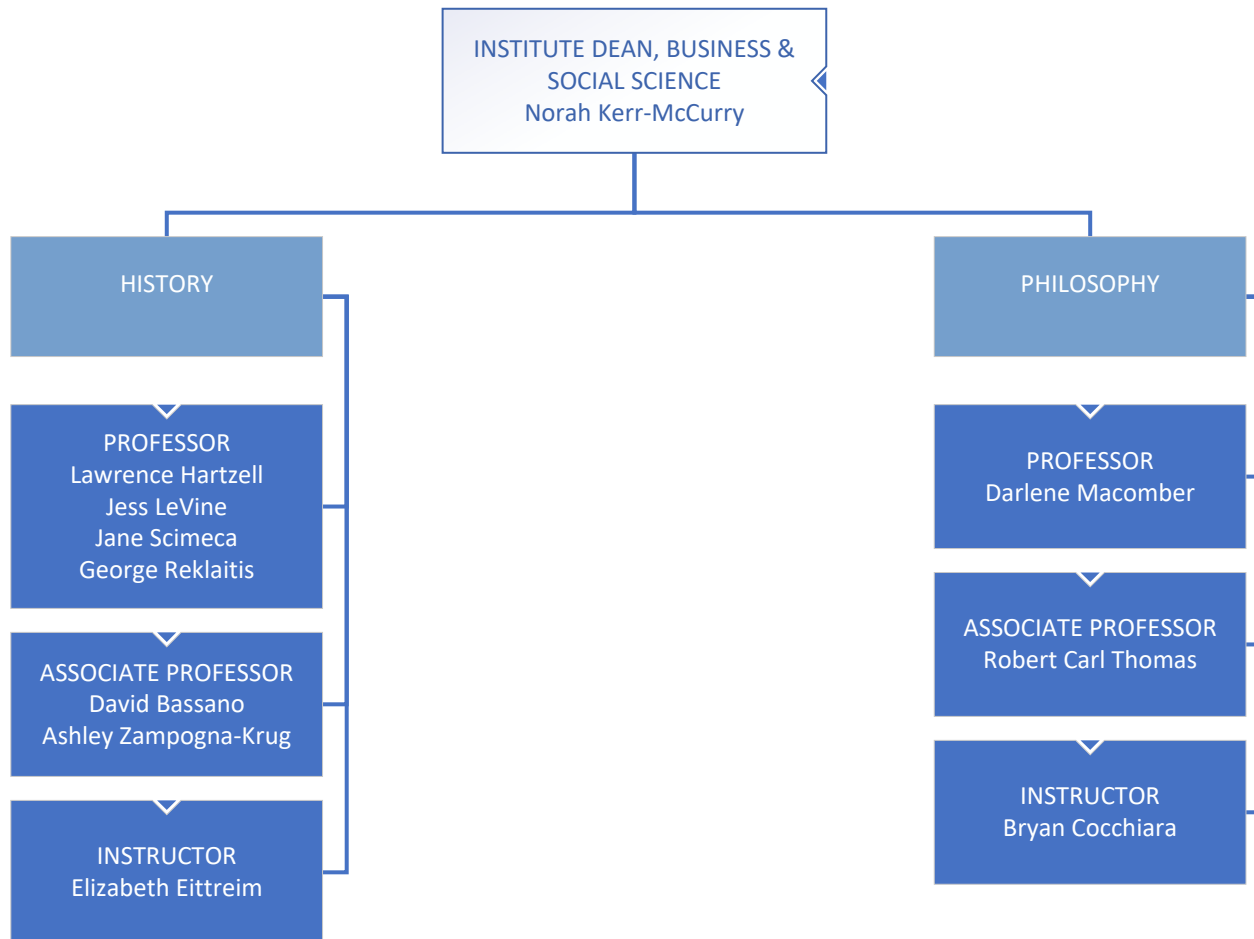 INSTITUTE DEAN, BUSINESS &
SOCIAL SCIENCE
Norah Kerr-McCurry
HISTORY
PROFESSOR
Lawrence Hartzell
Jess LeVine
Jane Scimeca
George Reklaitis
ASSOCIATE PROFESSOR
David Bassano
Ashley Zampogna-Krug
INSTRUCTOR
Elizabeth Eittreim
PHILOSOPHY
PROFESSOR
Darlene Macomber
ASSOCIATE PROFESSOR
Robert Carl Thomas
INSTRUCTOR
Bryan Cocchiara